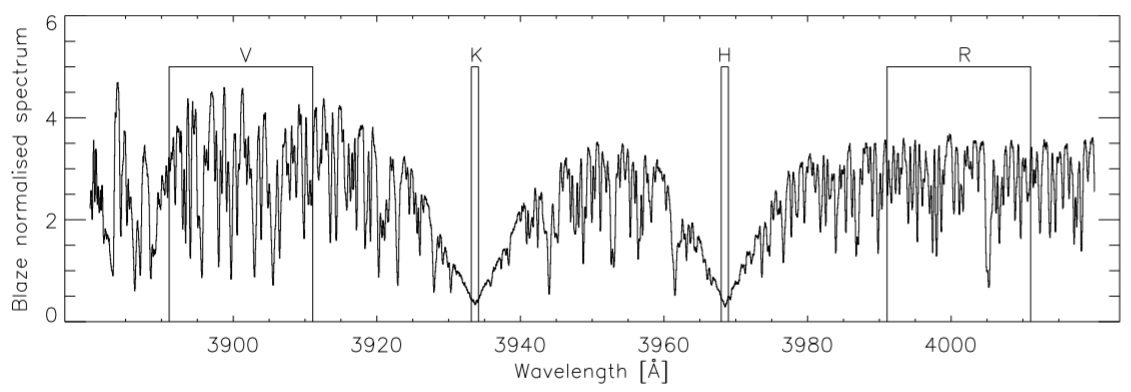 V K H R
6
4
2
0
Blaze normalised spectrum
3900 3920 3940 3960 3980 4000
Wavelength [Å]